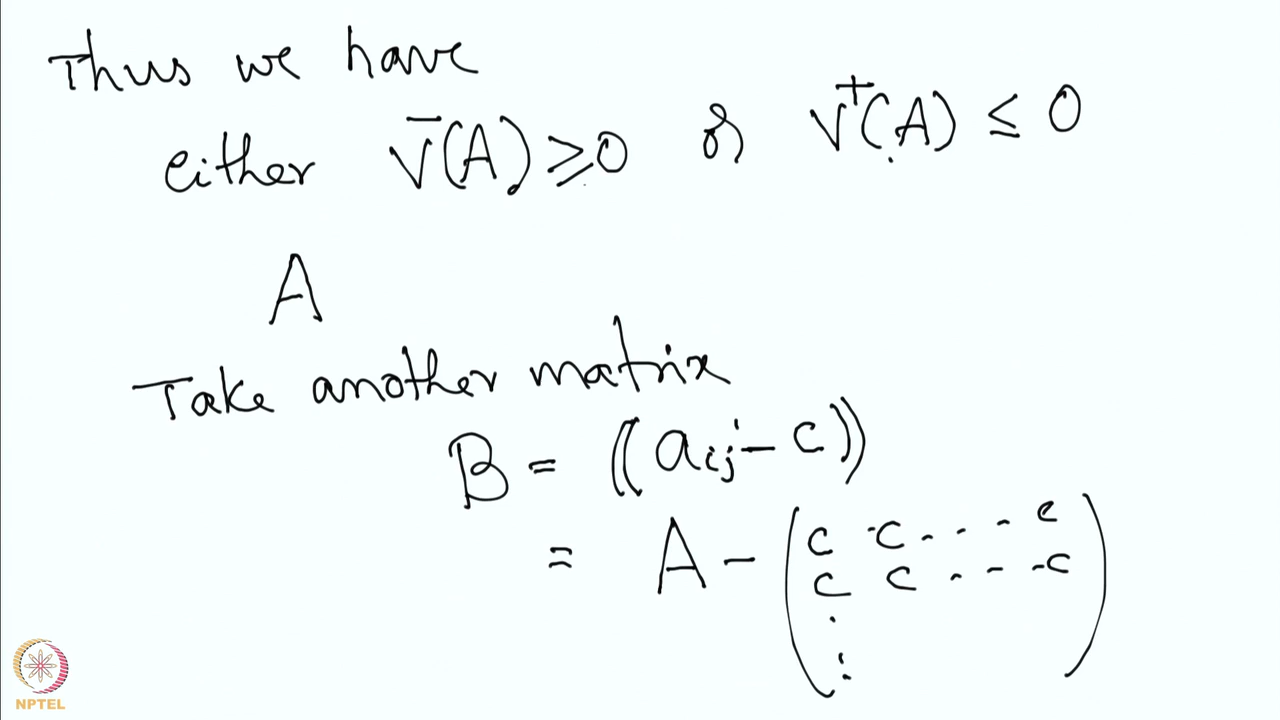 Thus we have
either V⁻(A) ≥ 0 or V⁺(A) ≤ 0
A
Take another matrix
B = ((aᵢⱼ - c))
= A - ( c c . . - c
c c . - - c
.
: )
NPTEL